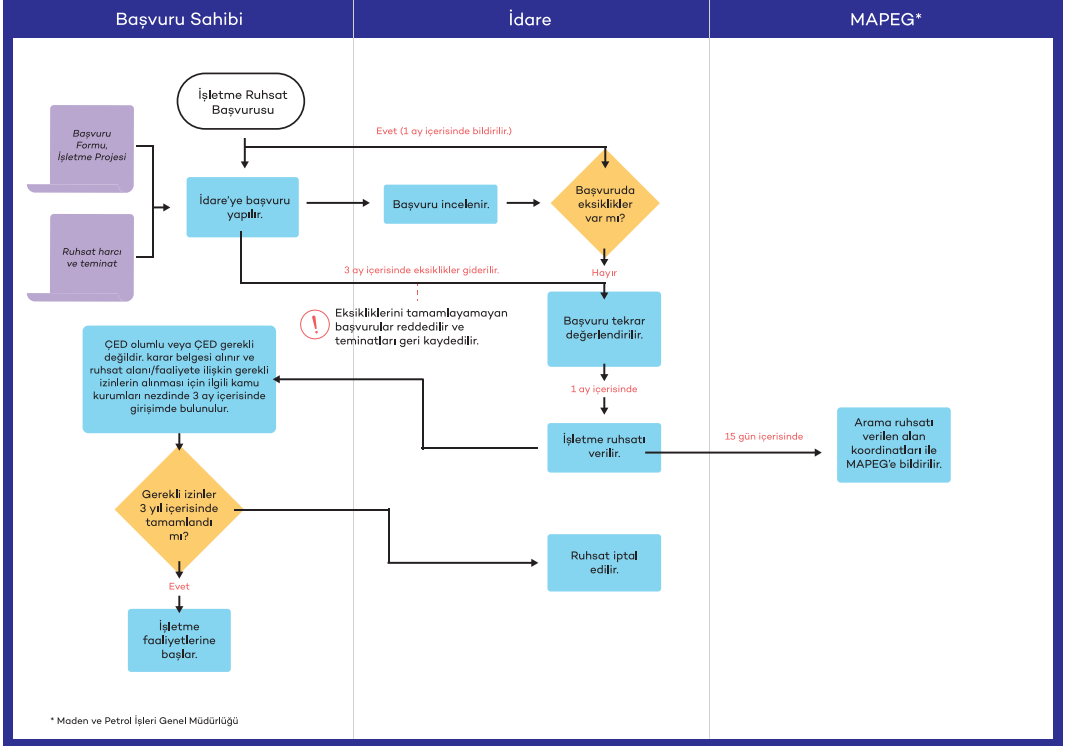 Başvuru Sahibi
İdare
MAPEG*
İşletme Ruhsat
Başvurusu
Başvuru
Formu,
İşletme Projesi
Ruhsat harcı
ve teminat
Evet (1 ay içerisinde bildirilir.)
İdare'ye başvuru
yapılır.
Başvuru incelenir.
Başvuruda
eksiklikler
var mı?
Hayır
3 ay içerisinde eksiklikler giderilir.
!
Eksikliklerini tamamlayamayan
başvurular reddedilir ve
teminatları geri kaydedilir.
Başvuru tekrar
değerlendirilir.
1 ay içerisinde
İşletme ruhsatı
verilir.
15 gün içerisinde
Arama ruhsatı
verilen alan
koordinatları ile
MAPEG'e bildirilir.
ÇED olumlu veya ÇED gerekli
değildir. karar belgesi alınır ve
ruhsat alanı/faaliyete ilişkin gerekli
izinlerin alınması için ilgili kamu
kurumları nezdinde 3 ay içerisinde
girişimde bulunulur.
Gerekli izinler
3 yıl içerisinde
tamamlandı
mı?
Ruhsat iptal
edilir.
Evet
İşletme
faaliyetlerine
başlar.
* Maden ve Petrol İşleri Genel Müdürlüğü